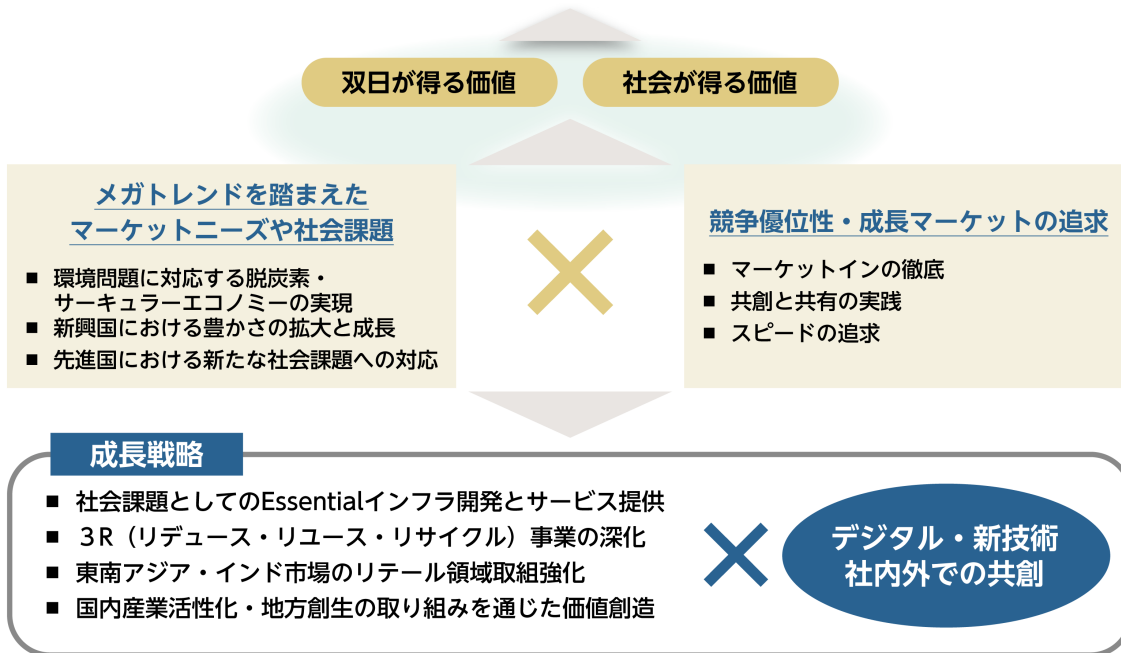 双日が得る価値
社会が得る価値
メガトレンドを踏まえた
マーケットニーズや社会課題
■ 環境問題に対応する脱炭素・
サーキュラーエコノミーの実現
■ 新興国における豊かさの拡大と成長
■ 先進国における新たな社会課題への対応
競争優位性・成長マーケットの追求
■ マーケットインの徹底
■ 共創と共有の実践
■ スピードの追求
成長戦略
■ 社会課題としてのEssentialインフラ開発とサービス提供
■ ３R（リデュース・リユース・リサイクル）事業の深化
■ 東南アジア・インド市場のリテール領域取組強化
■ 国内産業活性化・地方創生の取り組みを通じた価値創造
デジタル・新技術
社内外での共創